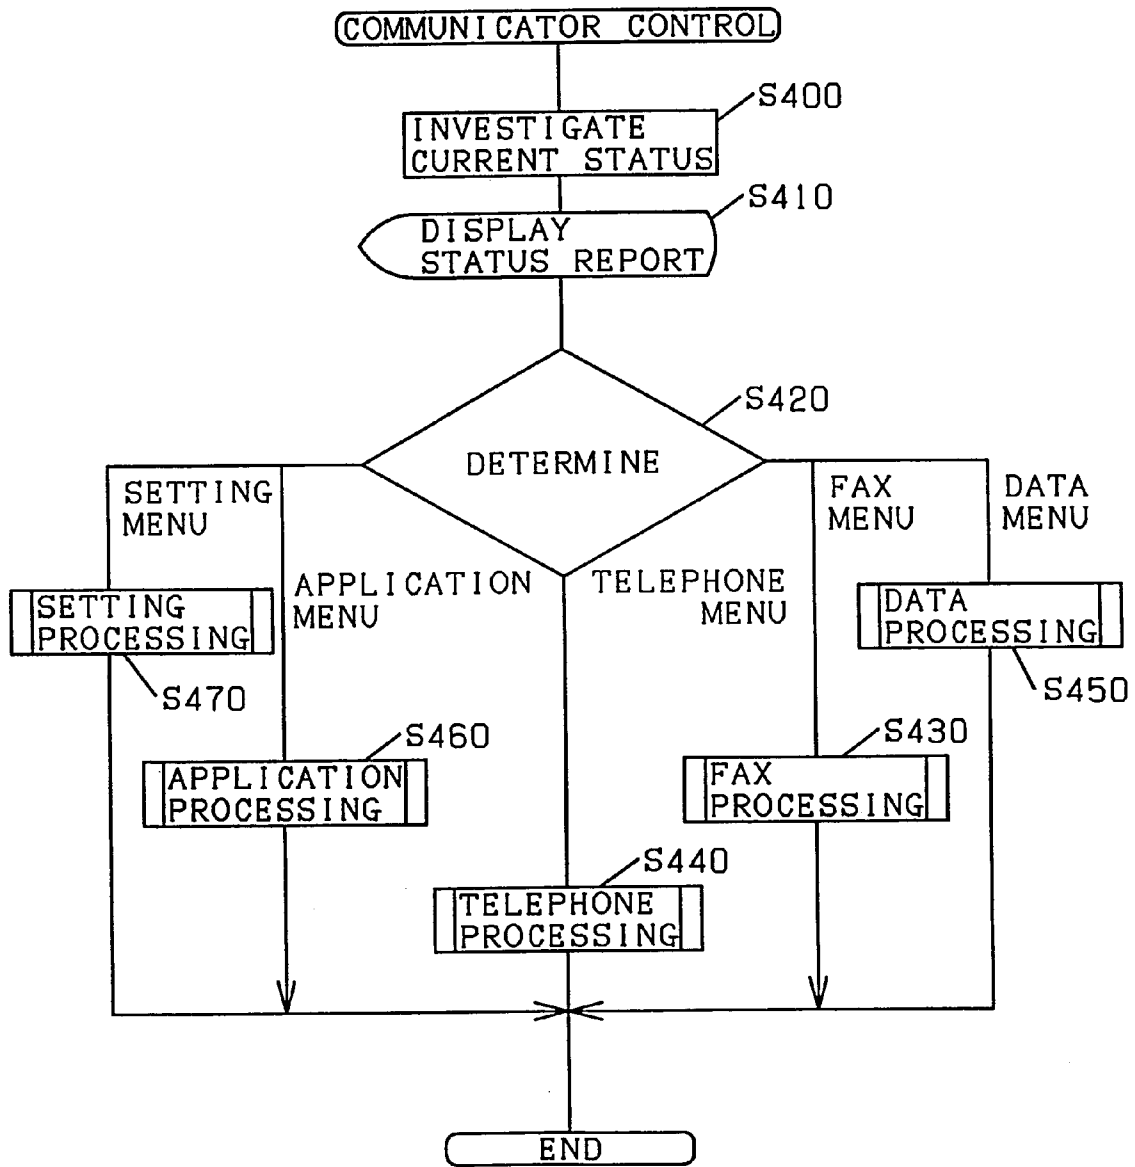 COMMUNICATOR CONTROL
S400
INVESTIGATE
CURRENT STATUS
S410
DISPLAY
STATUS REPORT
S420
DETERMINE
SETTING
MENU
FAX
MENU
DATA
MENU
APPLICATION
MENU
TELEPHONE
MENU
SETTING
PROCESSING
DATA
PROCESSING
S470
S450
S460
S430
APPLICATION
PROCESSING
FAX
PROCESSING
S440
TELEPHONE
PROCESSING
END